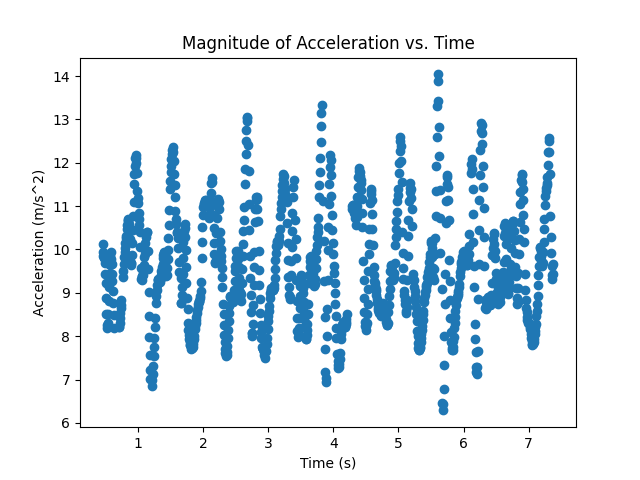 Magnitude of Acceleration vs. Time
14
13
12
11
10
9
8
7
6
Acceleration (m/s^2)
1 2 3 4 5 6 7
Time (s)